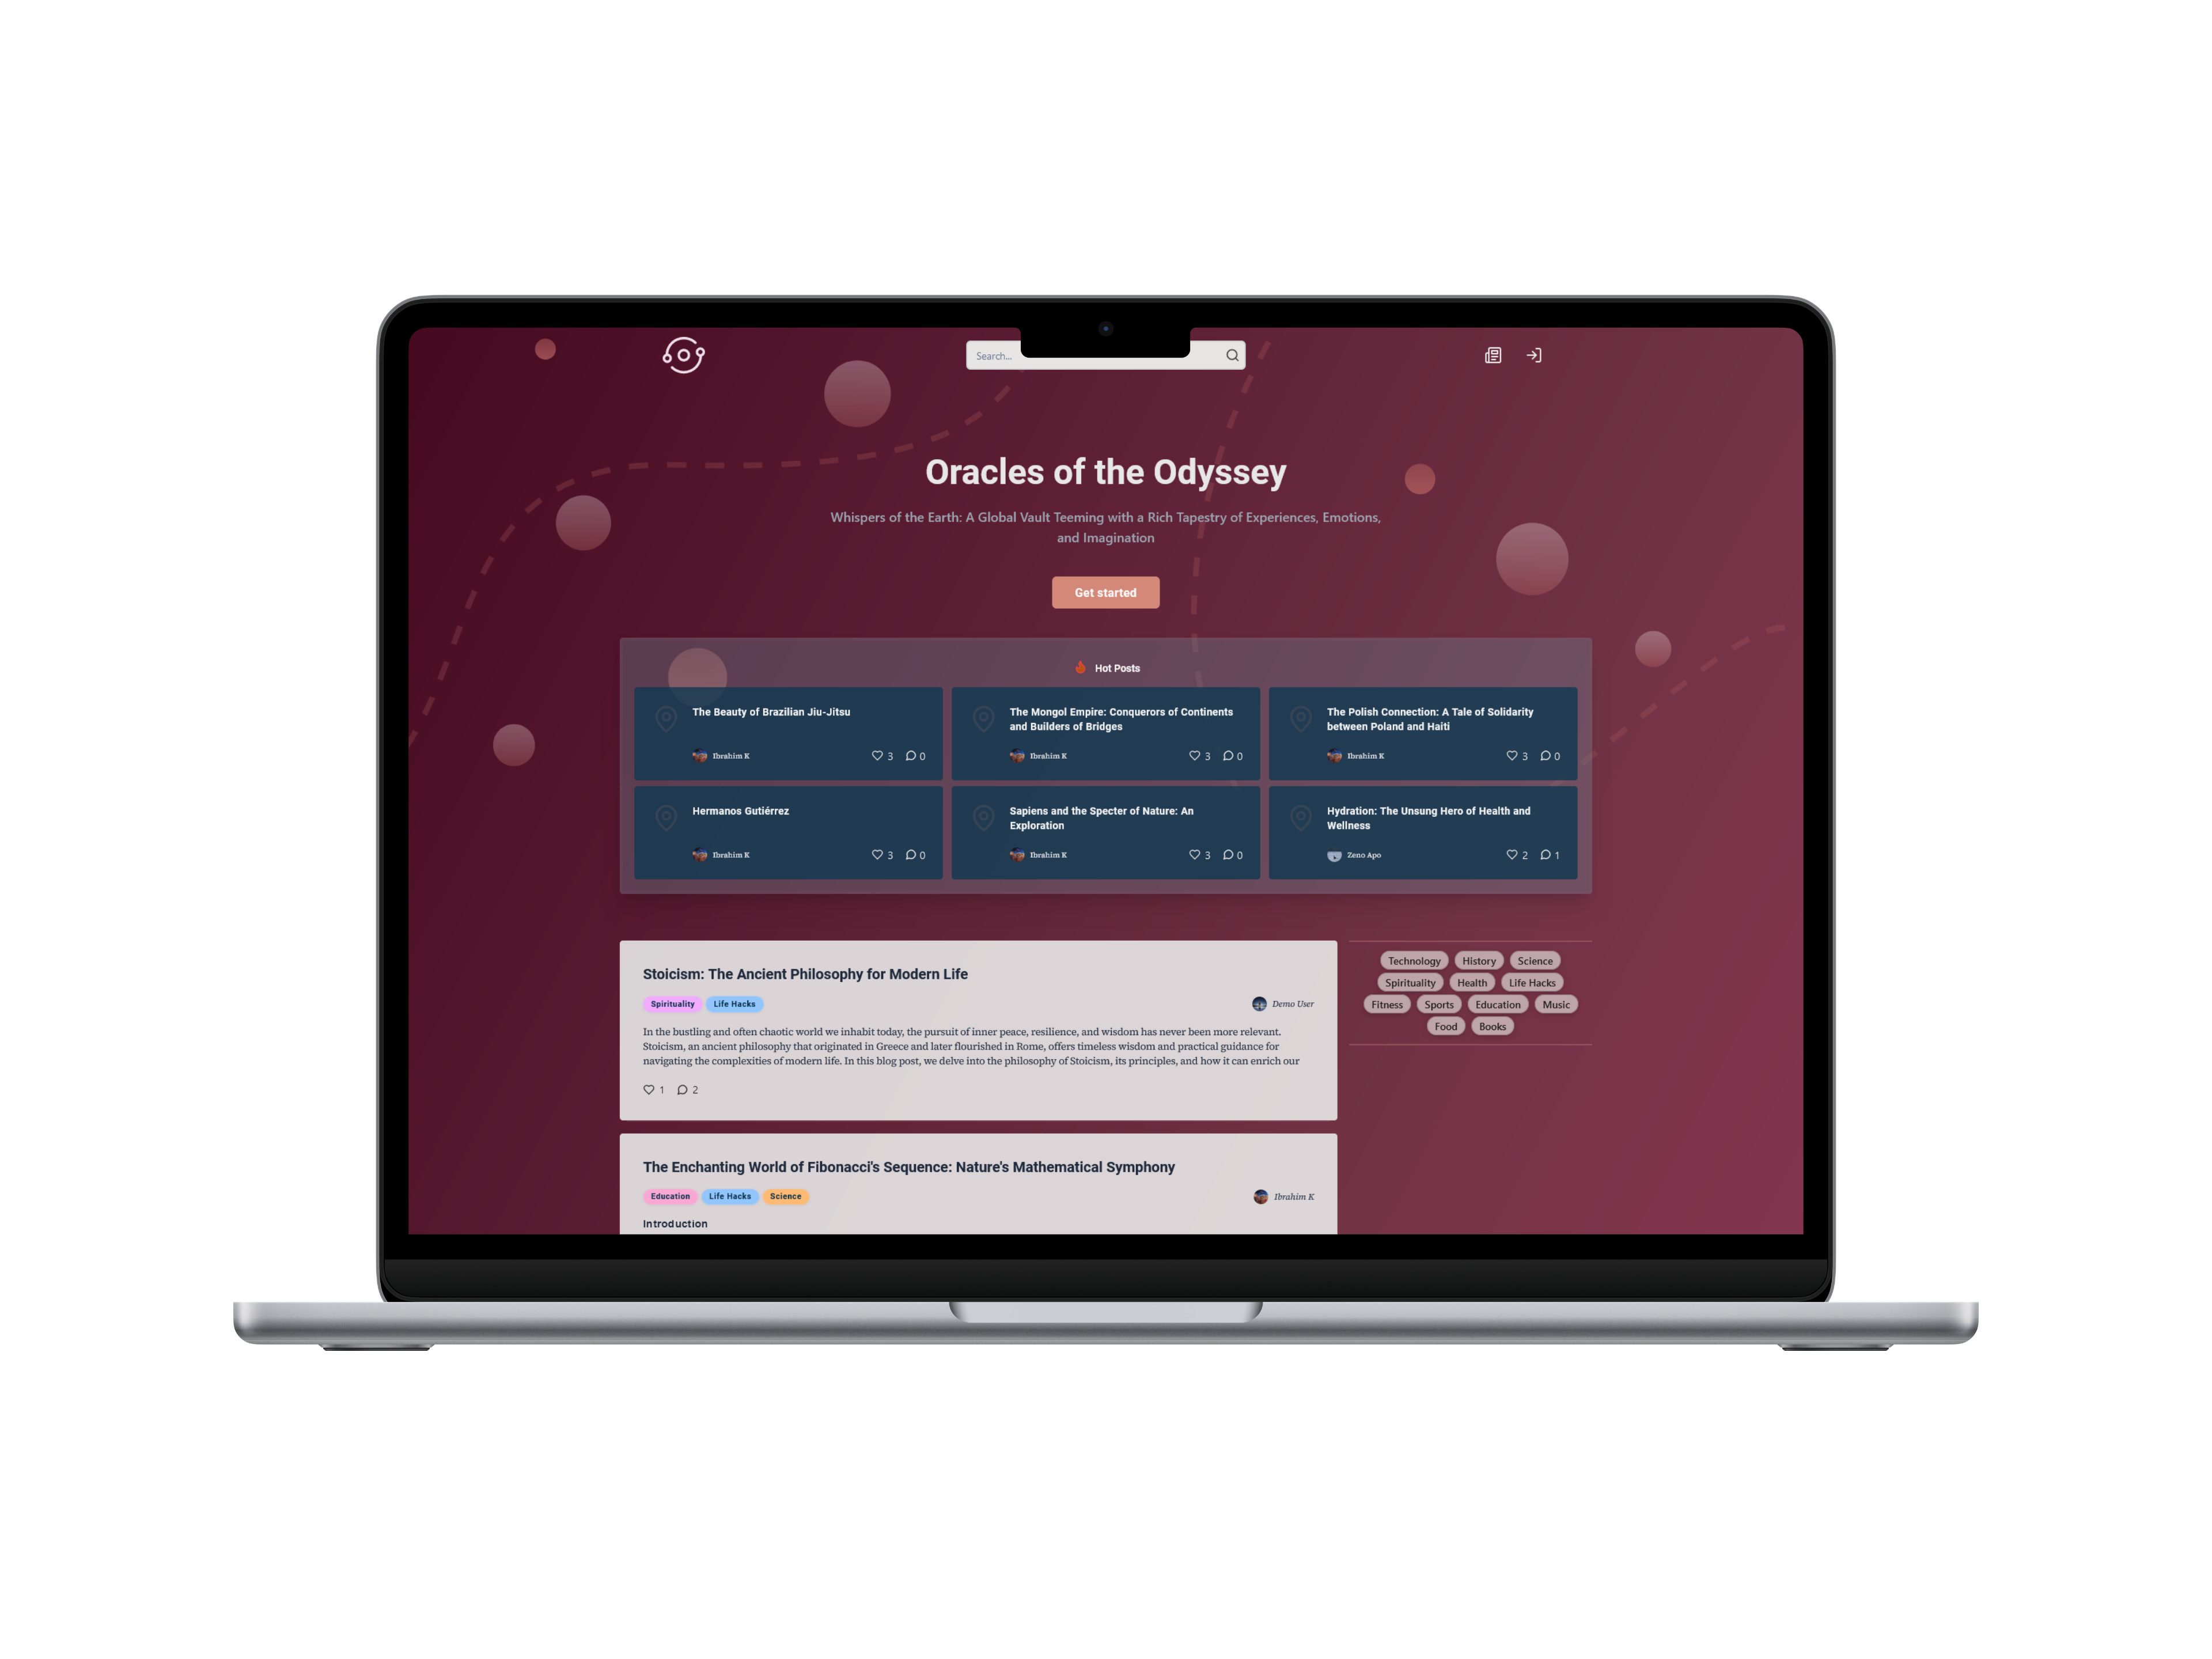 Search...
Oracles of the Odyssey
Whispers of the Earth: A Global Vault Teeming with a Rich Tapestry of Experiences, Emotions,
and Imagination
Get started
Hot Posts
The Beauty of Brazilian Jiu-Jitsu
Ibrahim K 3 0
The Mongol Empire: Conquerors of Continents
and Builders of Bridges
Ibrahim K 3 0
The Polish Connection: A Tale of Solidarity
between Poland and Haiti
Ibrahim K 3 0
Hermanos Gutiérrez
Ibrahim K 3 0
Sapiens and the Specter of Nature: An
Exploration
Ibrahim K 3 0
Hydration: The Unsung Hero of Health and
Wellness
Zeno Apo 2 1
Stoicism: The Ancient Philosophy for Modern Life
Spirituality Life Hacks Demo User
In the bustling and often chaotic world we inhabit today, the pursuit of inner peace, resilience, and wisdom has never been more relevant.
Stoicism, an ancient philosophy that originated in Greece and later flourished in Rome, offers timeless wisdom and practical guidance for
navigating the complexities of modern life. In this blog post, we delve into the philosophy of Stoicism, its principles, and how it can enrich our
1 2
The Enchanting World of Fibonacci's Sequence: Nature's Mathematical Symphony
Education Life Hacks Science Ibrahim K
Introduction
Technology History Science
Spirituality Health Life Hacks
Fitness Sports Education Music
Food Books